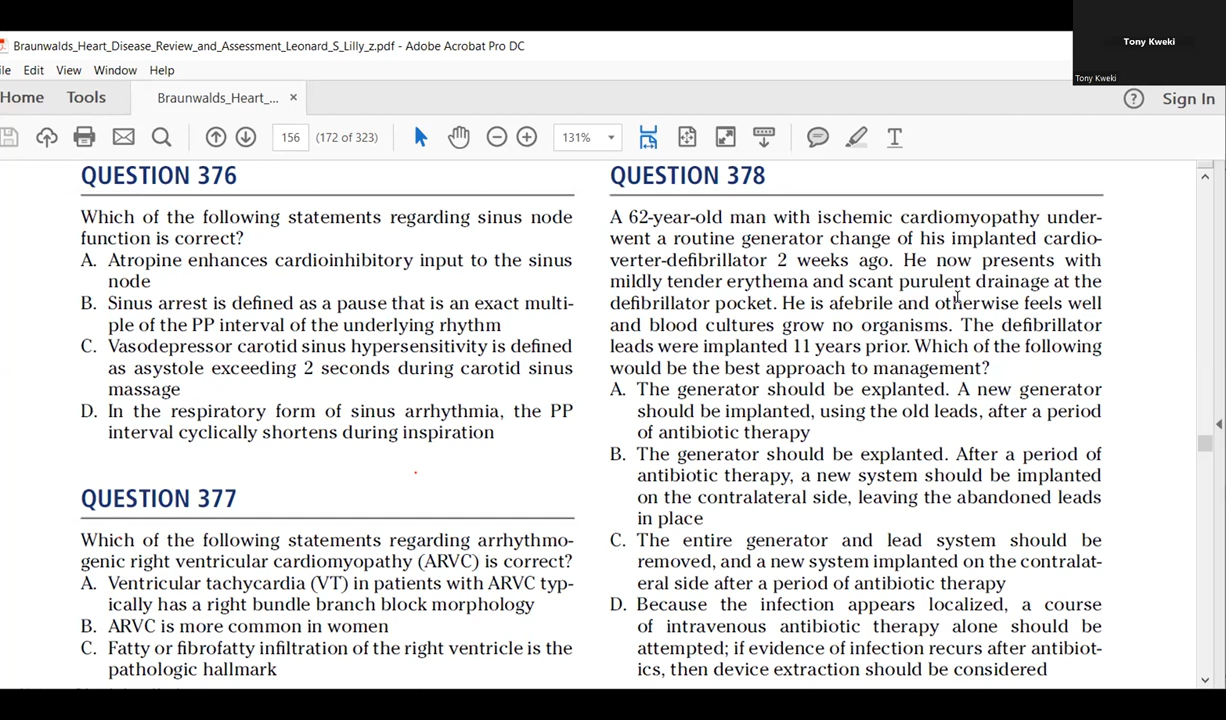 Tony Kweki
Tony Kweki
Braunwalds_Heart_Disease_Review_and_Assessment_Leonard_S_Lilly_z.pdf - Adobe Acrobat Pro DC
ile Edit View Window Help
Home Tools Braunwalds_Heart_... × ? Sign In
156 (172 of 323) 131%
QUESTION 376
Which of the following statements regarding sinus node
function is correct?
A. Atropine enhances cardioinhibitory input to the sinus
node
B. Sinus arrest is defined as a pause that is an exact multi-
ple of the PP interval of the underlying rhythm
C. Vasodepressor carotid sinus hypersensitivity is defined
as asystole exceeding 2 seconds during carotid sinus
massage
D. In the respiratory form of sinus arrhythmia, the PP
interval cyclically shortens during inspiration
QUESTION 377
Which of the following statements regarding arrhythmo-
genic right ventricular cardiomyopathy (ARVC) is correct?
A. Ventricular tachycardia (VT) in patients with ARVC typ-
ically has a right bundle branch block morphology
B. ARVC is more common in women
C. Fatty or fibrofatty infiltration of the right ventricle is the
pathologic hallmark
QUESTION 378
A 62-year-old man with ischemic cardiomyopathy under-
went a routine generator change of his implanted cardio-
verter-defibrillator 2 weeks ago. He now presents with
mildly tender erythema and scant purulent drainage at the
defibrillator pocket. He is afebrile and otherwise feels well
and blood cultures grow no organisms. The defibrillator
leads were implanted 11 years prior. Which of the following
would be the best approach to management?
A. The generator should be explanted. A new generator
should be implanted, using the old leads, after a period
of antibiotic therapy
B. The generator should be explanted. After a period of
antibiotic therapy, a new system should be implanted
on the contralateral side, leaving the abandoned leads
in place
C. The entire generator and lead system should be
removed, and a new system implanted on the contralat-
eral side after a period of antibiotic therapy
D. Because the infection appears localized, a course
of intravenous antibiotic therapy alone should be
attempted; if evidence of infection recurs after antibiot-
ics, then device extraction should be considered